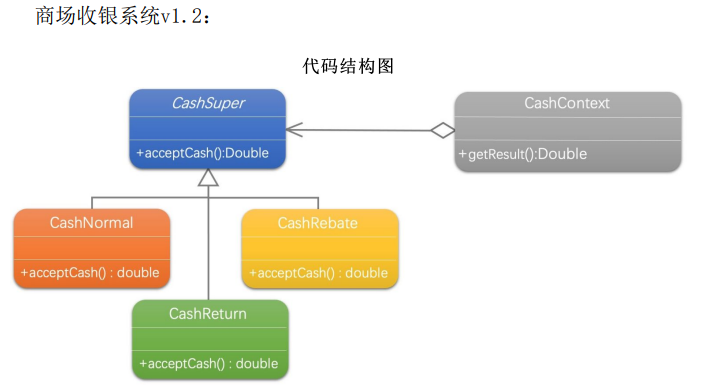 商场收银系统v1.2:
代码结构图
CashSuper
+acceptCash():Double
CashContext
+getResult():Double
CashNormal
+acceptCash() : double
CashRebate
+acceptCash() : double
CashReturn
+acceptCash() : double